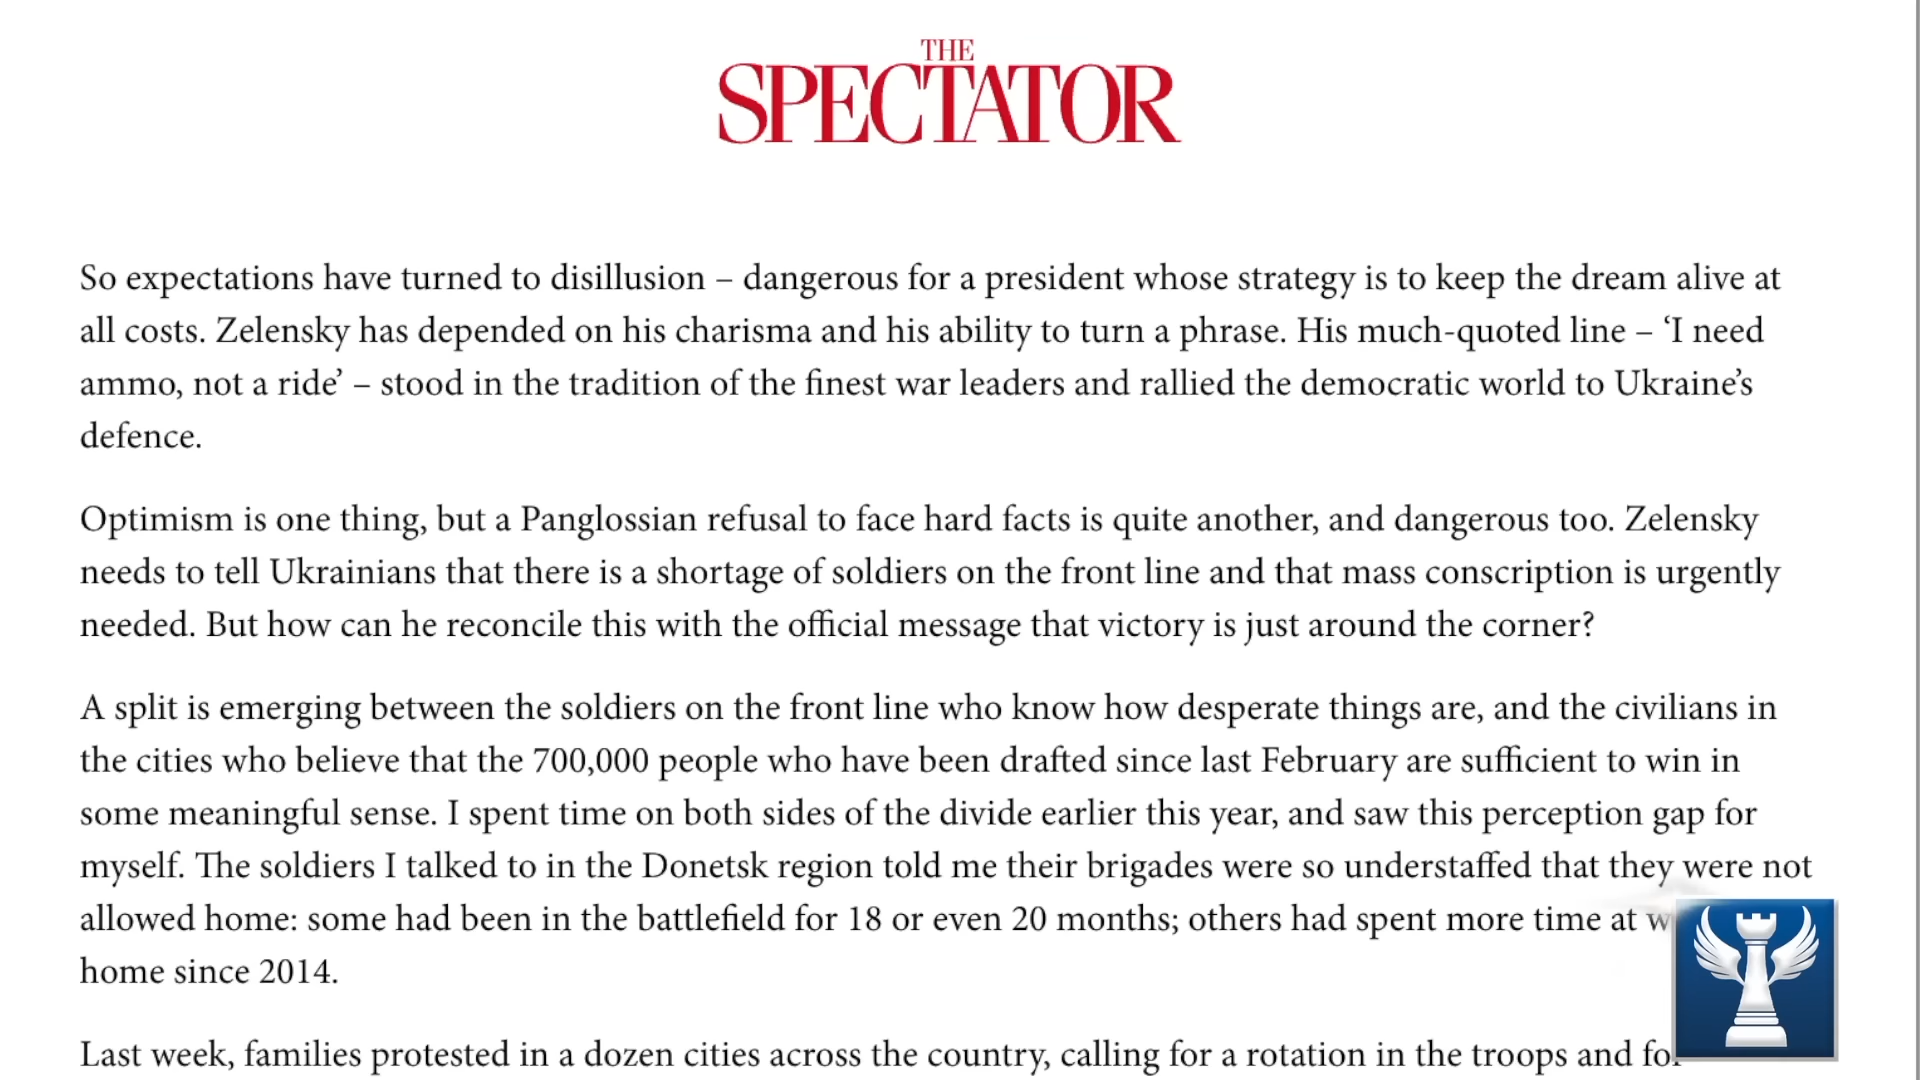 THE
SPECTATOR
So expectations have turned to disillusion – dangerous for a president whose strategy is to keep the dream alive at
all costs. Zelensky has depended on his charisma and his ability to turn a phrase. His much-quoted line – ‘I need
ammo, not a ride’ – stood in the tradition of the finest war leaders and rallied the democratic world to Ukraine’s
defence.
Optimism is one thing, but a Panglossian refusal to face hard facts is quite another, and dangerous too. Zelensky
needs to tell Ukrainians that there is a shortage of soldiers on the front line and that mass conscription is urgently
needed. But how can he reconcile this with the official message that victory is just around the corner?
A split is emerging between the soldiers on the front line who know how desperate things are, and the civilians in
the cities who believe that the 700,000 people who have been drafted since last February are sufficient to win in
some meaningful sense. I spent time on both sides of the divide earlier this year, and saw this perception gap for
myself. The soldiers I talked to in the Donetsk region told me their brigades were so understaffed that they were not
allowed home: some had been in the battlefield for 18 or even 20 months; others had spent more time at
home since 2014.
Last week, families protested in a dozen cities across the country, calling for a rotation in the troops and for